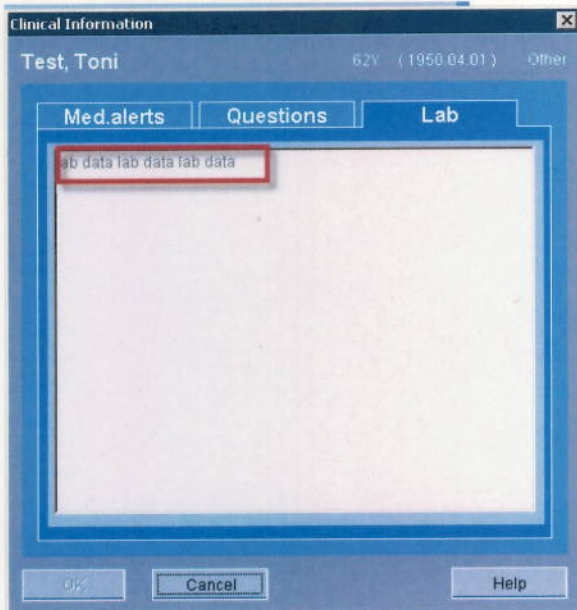 Clinical Information
Test, Toni 62Y (1950.04.01) Other
Med.alerts Questions Lab
ab data lab data lab data
OK Cancel Help